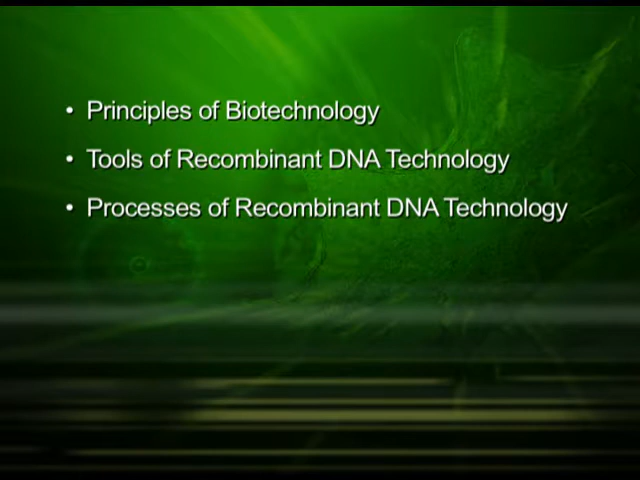 • Principles of Biotechnology
• Tools of Recombinant DNA Technology
• Processes of Recombinant DNA Technology